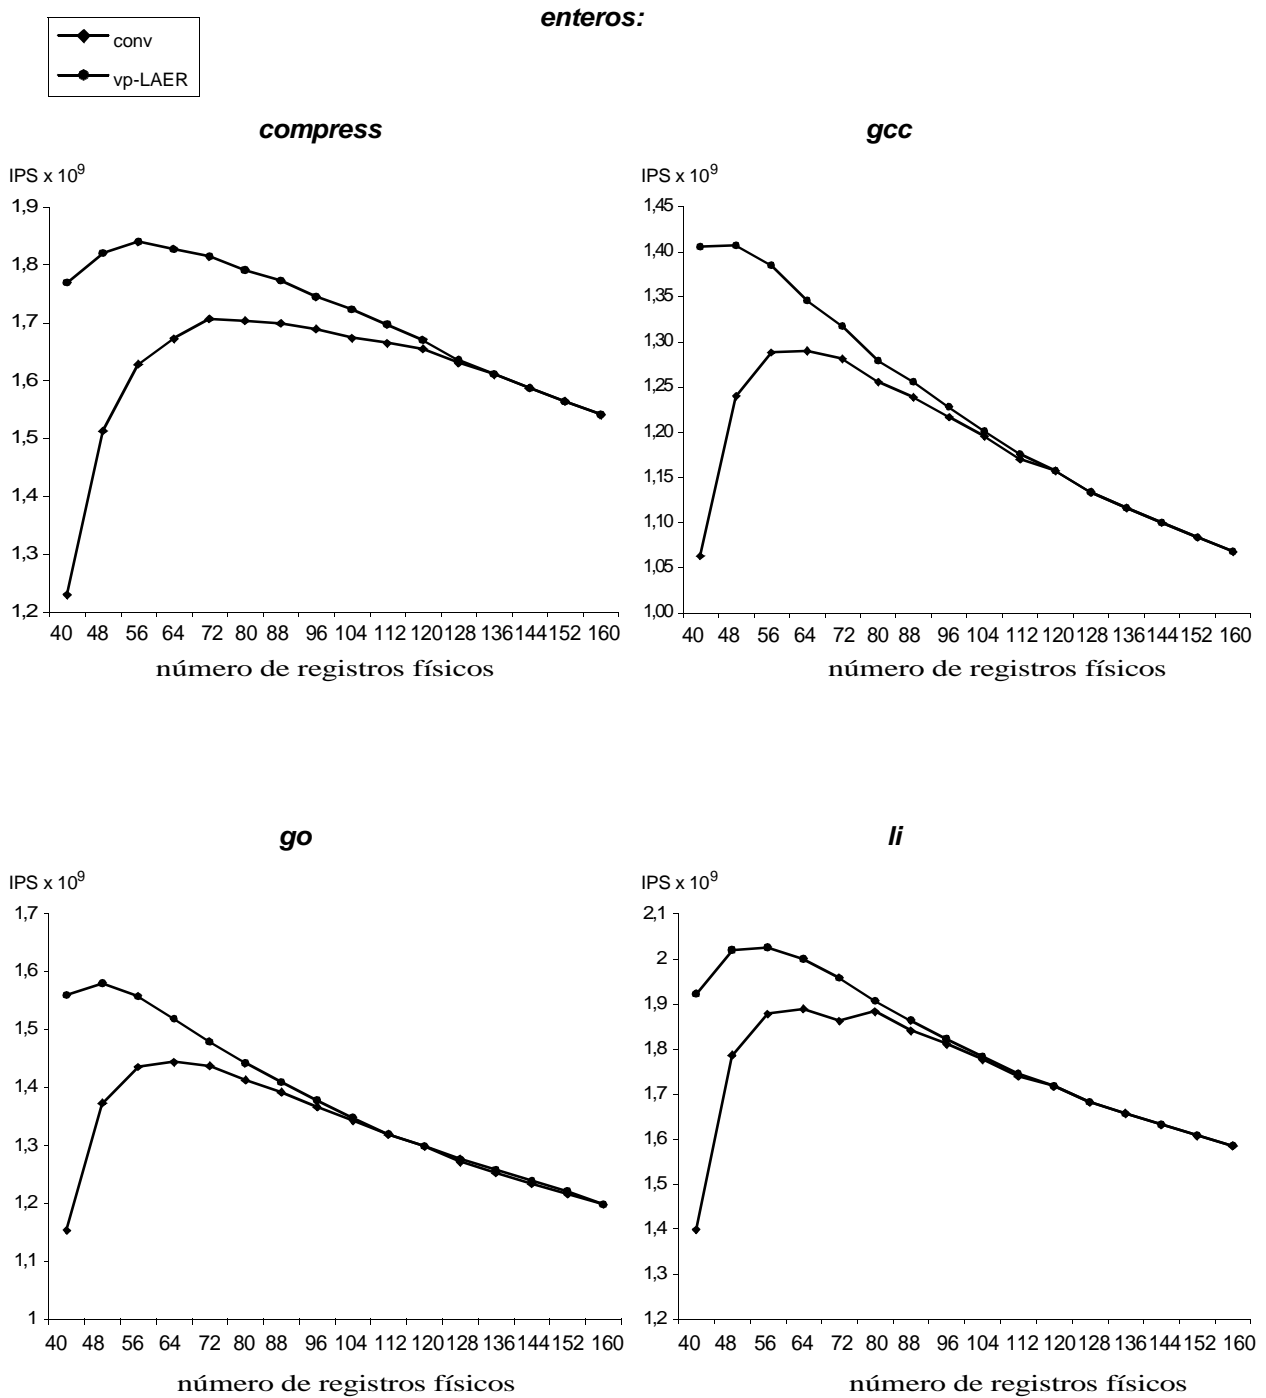 enteros:
conv
vp-LAER
compress
IPS x 10^9
1,9
1,8
1,7
1,6
1,5
1,4
1,3
1,2
40 48 56 64 72 80 88 96 104 112 120 128 136 144 152 160
número de registros físicos
gcc
IPS x 10^9
1,45
1,40
1,35
1,30
1,25
1,20
1,15
1,10
1,05
1,00
40 48 56 64 72 80 88 96 104 112 120 128 136 144 152 160
número de registros físicos
go
IPS x 10^9
1,7
1,6
1,5
1,4
1,3
1,2
1,1
1
40 48 56 64 72 80 88 96 104 112 120 128 136 144 152 160
número de registros físicos
li
IPS x 10^9
2,1
2
1,9
1,8
1,7
1,6
1,5
1,4
1,3
1,2
40 48 56 64 72 80 88 96 104 112 120 128 136 144 152 160
número de registros físicos